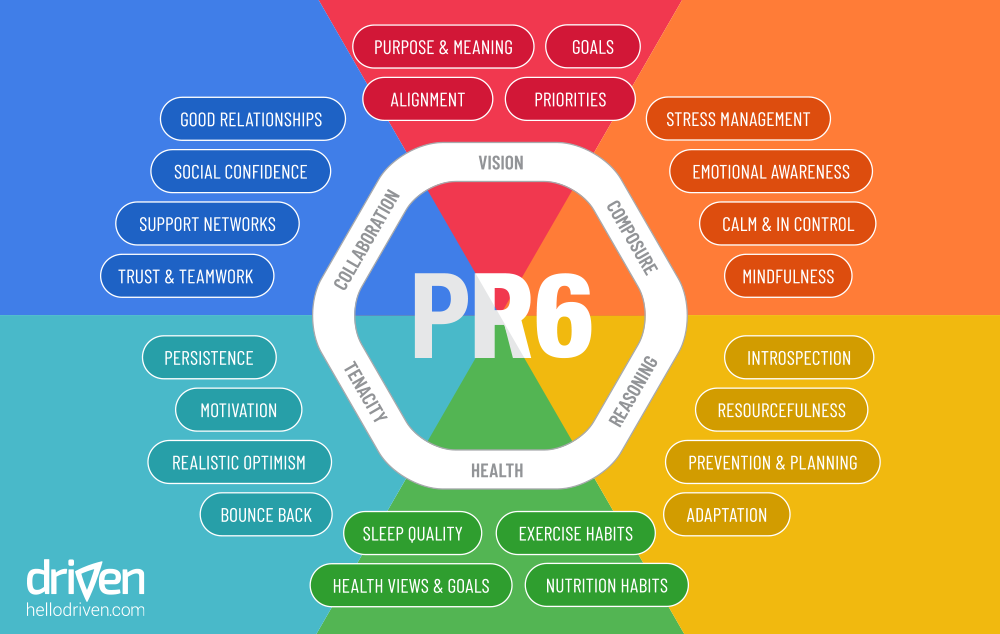 PURPOSE & MEANING
GOALS
ALIGNMENT
PRIORITIES
GOOD RELATIONSHIPS
SOCIAL CONFIDENCE
SUPPORT NETWORKS
TRUST & TEAMWORK
STRESS MANAGEMENT
EMOTIONAL AWARENESS
CALM & IN CONTROL
MINDFULNESS
VISION
COLLABORATION
COMPOSURE
PR6
TENACITY
REASONING
HEALTH
PERSISTENCE
MOTIVATION
REALISTIC OPTIMISM
BOUNCE BACK
INTROSPECTION
RESOURCEFULNESS
PREVENTION & PLANNING
ADAPTATION
SLEEP QUALITY
EXERCISE HABITS
HEALTH VIEWS & GOALS
NUTRITION HABITS
driven
hellodriven.com